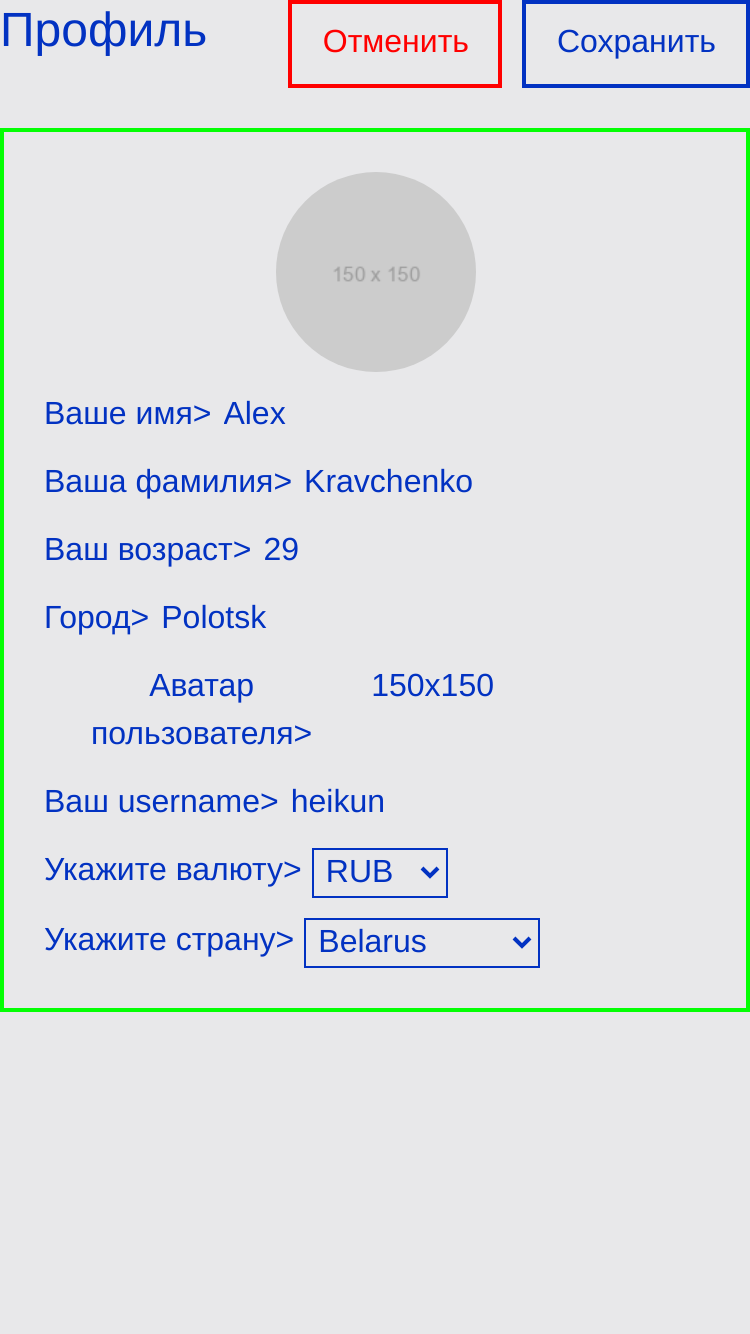 Профиль Отменить Сохранить
150 x 150
Ваше имя> Alex
Ваша фамилия> Kravchenko
Ваш возраст> 29
Город> Polotsk
Аватар 150x150
пользователя>
Ваш username> heikun
Укажите валюту> RUB
Укажите страну> Belarus